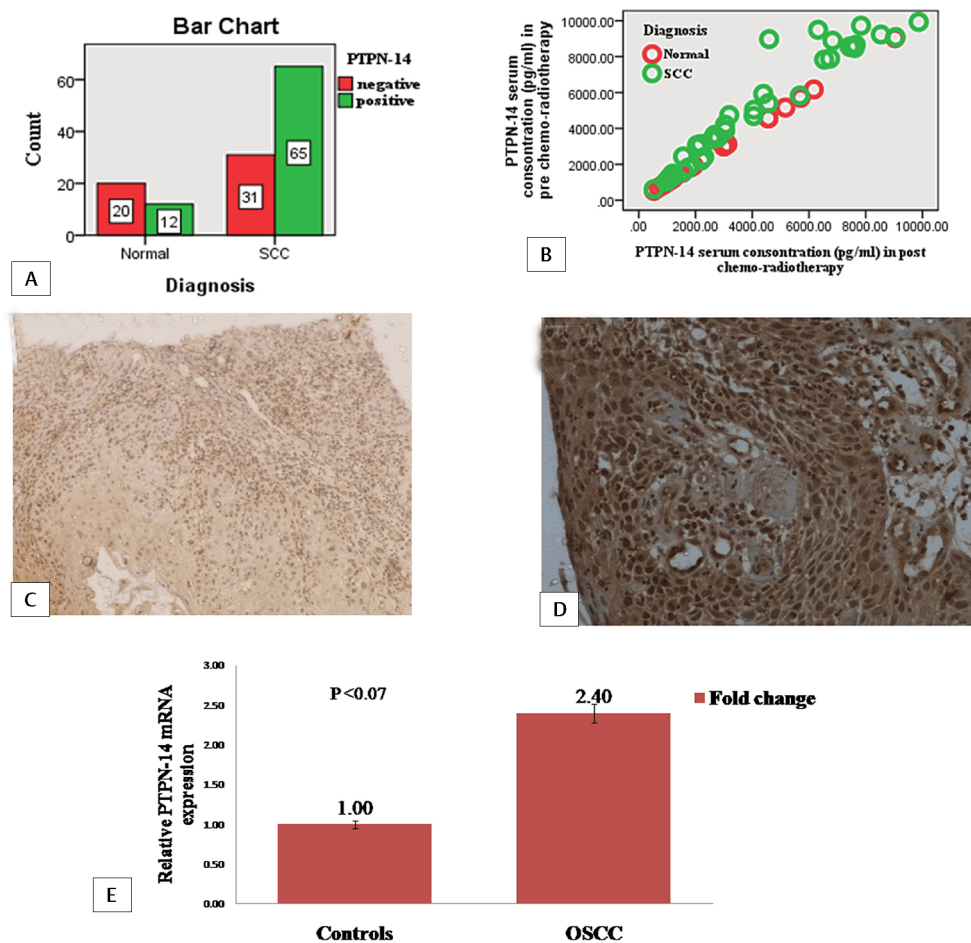 A
Bar Chart
PTPN-14
negative
positive
Count
60
40
20
0
20
12
31
65
Normal
SCC
Diagnosis
B
PTPN-14 serum
consontration (pg/ml) in
pre chemo-radiotherapy
10000.00
8000.00
6000.00
4000.00
2000.00
.00
Diagnosis
Normal
SCC
.00
2000.00
4000.00
6000.00
8000.00
10000.00
PTPN-14 serum consontration (pg/ml) in post
chemo-radiotherapy
C
D
E
Relative PTPN-14 mRNA
expression
3.00
2.50
2.00
1.50
1.00
0.50
0.00
P <0.07
1.00
2.40
Fold change
Controls
OSCC